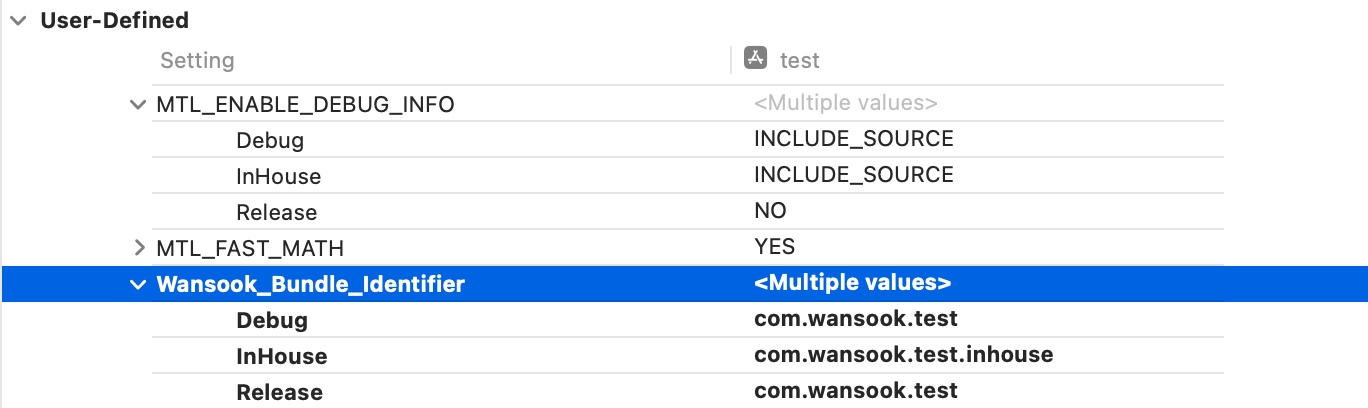 User-Defined
Setting test
MTL_ENABLE_DEBUG_INFO <Multiple values>
Debug INCLUDE_SOURCE
InHouse INCLUDE_SOURCE
Release NO
MTL_FAST_MATH YES
Wansook_Bundle_Identifier <Multiple values>
Debug com.wansook.test
InHouse com.wansook.test.inhouse
Release com.wansook.test